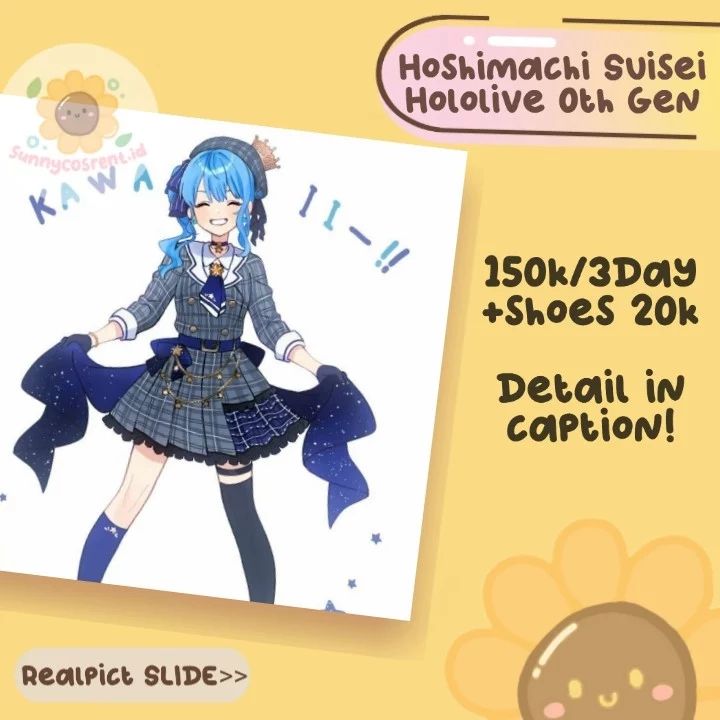 Hoshimachi Suisei
Hololive 0th Gen
sunnycosrent.id
KAWA
II—!!
150k/3Day
+Shoes 20k
Detail in
caption!
RealPict SLIDE>>